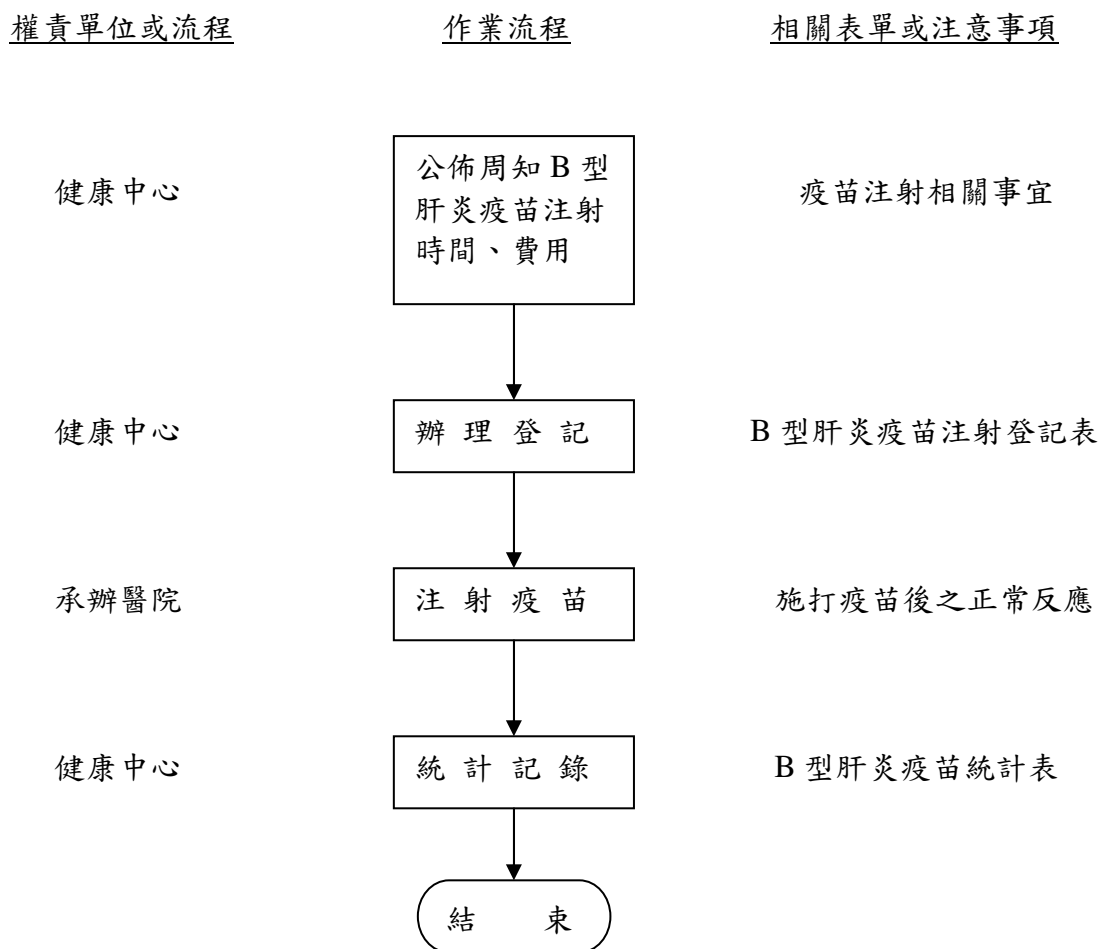 權責單位或流程 作業流程 相關表單或注意事項
公佈周知 B 型
健康中心 肝炎疫苗注射 疫苗注射相關事宜
時間、費用
健康中心 辦理登記 B 型肝炎疫苗注射登記表
承辦醫院 注射疫苗 施打疫苗後之正常反應
健康中心 統計記錄 B 型肝炎疫苗統計表
結 束